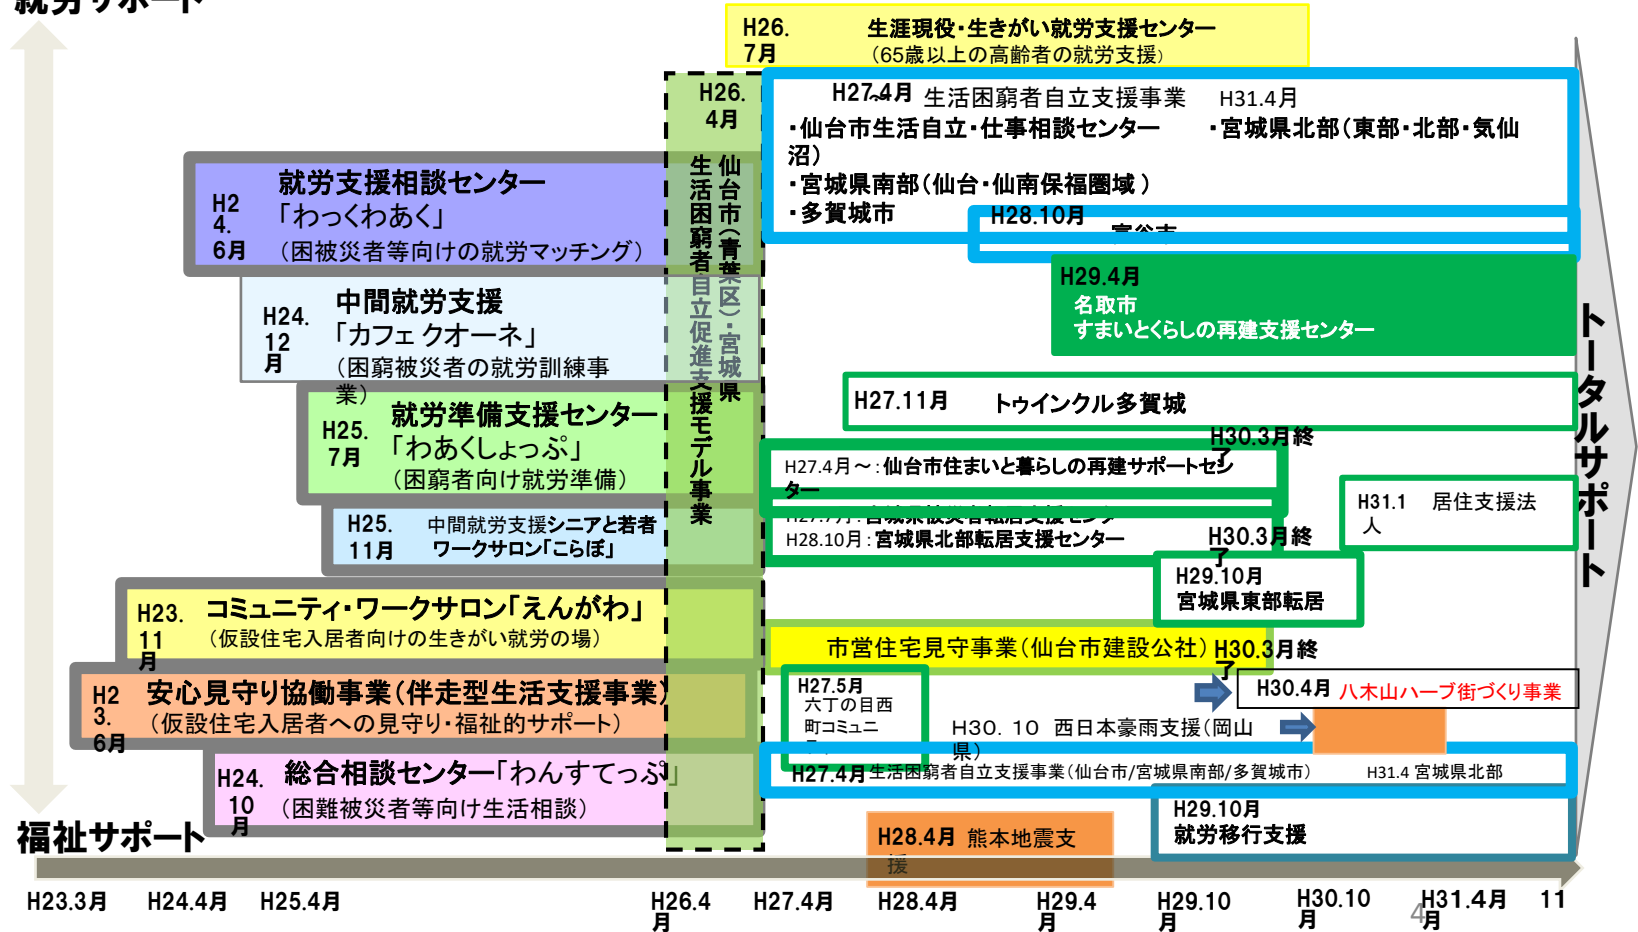 就労サポート
H26.
7月
生涯現役・生きがい就労支援センター
(65歳以上の高齢者の就労支援)
H26.
4月
仙台市(青葉区)・宮城県
生活困窮者自立促進支援モデル事業
H27.4月 生活困窮者自立支援事業 H31.4月
~
・仙台市生活自立・仕事相談センター ・宮城県北部(東部・北部・気仙
沼)
・宮城県南部(仙台・仙南保福圏域 )
・多賀城市
H28.10月
富谷市
就労支援相談センター
H2
4.
6月
「わっくわあく」
(困被災者等向けの就労マッチング)
H29.4月
名取市
すまいとくらしの再建支援センター
中間就労支援
H24.
12
月
「カフェ クオーネ」
(困窮被災者の就労訓練事
業)
H27.11月 トゥインクル多賀城
就労準備支援センター
H25.
7月
「わあくしょっぷ」
(困窮者向け就労準備)
H30.3月終
了
H27.4月～:仙台市住まいと暮らしの再建サポートセン
ター
H31.1 居住支援法
人
H25.
11月
中間就労支援シニアと若者
ワークサロン「こらぼ」
H27.7月:宮城県被災者転居支援センター
H28.10月:宮城県北部転居支援センター
H30.3月終
了
H29.10月
宮城県東部転居
トータルサポート
H23.
11
月
コミュニティ・ワークサロン「えんがわ」
(仮設住宅入居者向けの生きがい就労の場)
市営住宅見守事業(仙台市建設公社)
H30.3月終
了
H2
3.
6月
安心見守り協働事業(伴走型生活支援事業)
(仮設住宅入居者への見守り・福祉的サポート)
H27.5月
六丁の目西
町コミュニ
H30.4月 八木山ハーブ街づくり事業
H30. 10 西日本豪雨支援(岡山
県)
H24.
10
月
総合相談センター「わんすてっぷ」
(困難被災者等向け生活相談)
H27.4月生活困窮者自立支援事業(仙台市/宮城県南部/多賀城市) H31.4 宮城県北部
H29.10月
就労移行支援
福祉サポート
H28.4月 熊本地震支
援
H23.3月 H24.4月 H25.4月 H26.4
月 H27.4月 H28.4月 H29.4
月 H29.10
月 H30.10
月 H31.4月
月 11
4